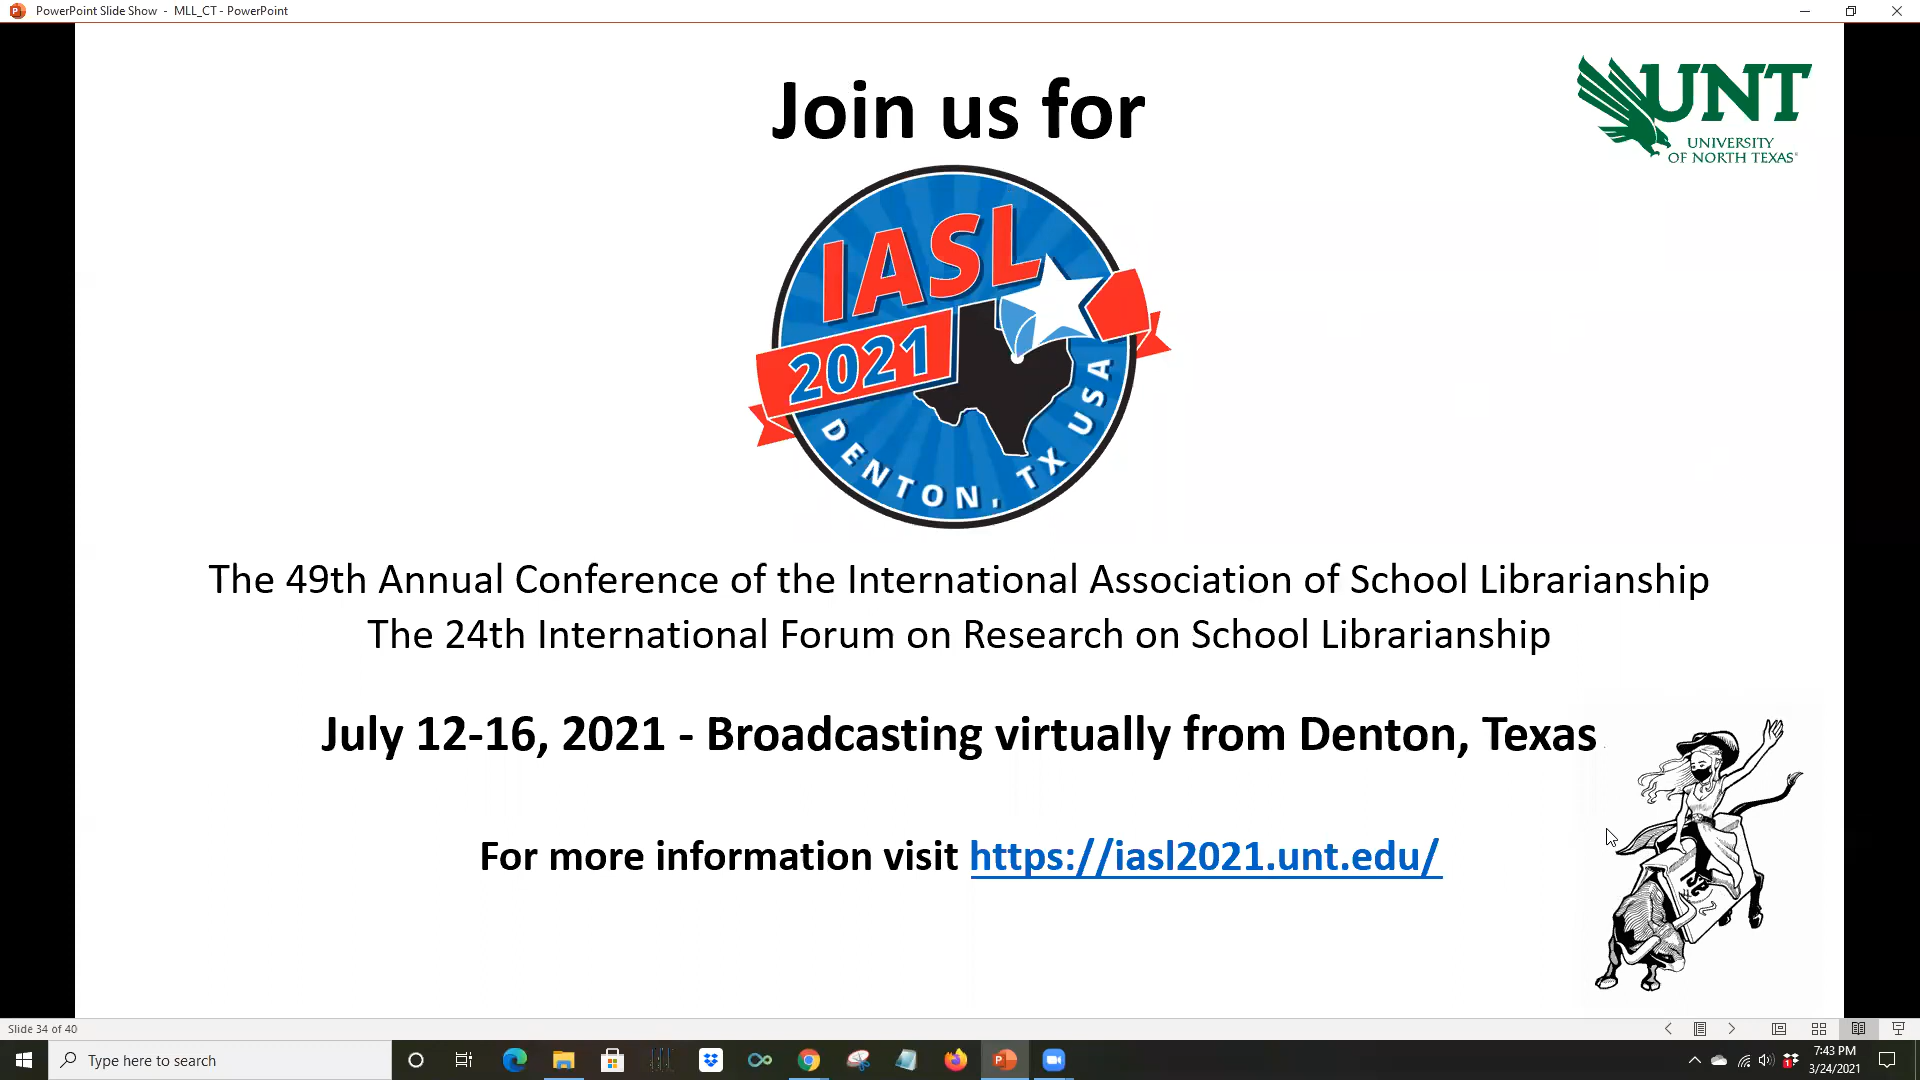 PowerPoint Slide Show - MLL_CT - PowerPoint
Join us for
UNT
UNIVERSITY
OF NORTH TEXAS®
IASL
2021
DENTON, TX USA
The 49th Annual Conference of the International Association of School Librarianship
The 24th International Forum on Research on School Librarianship
July 12-16, 2021 - Broadcasting virtually from Denton, Texas
For more information visit https://iasl2021.unt.edu/
Slide 34 of 40
Type here to search
7:43 PM
3/24/2021